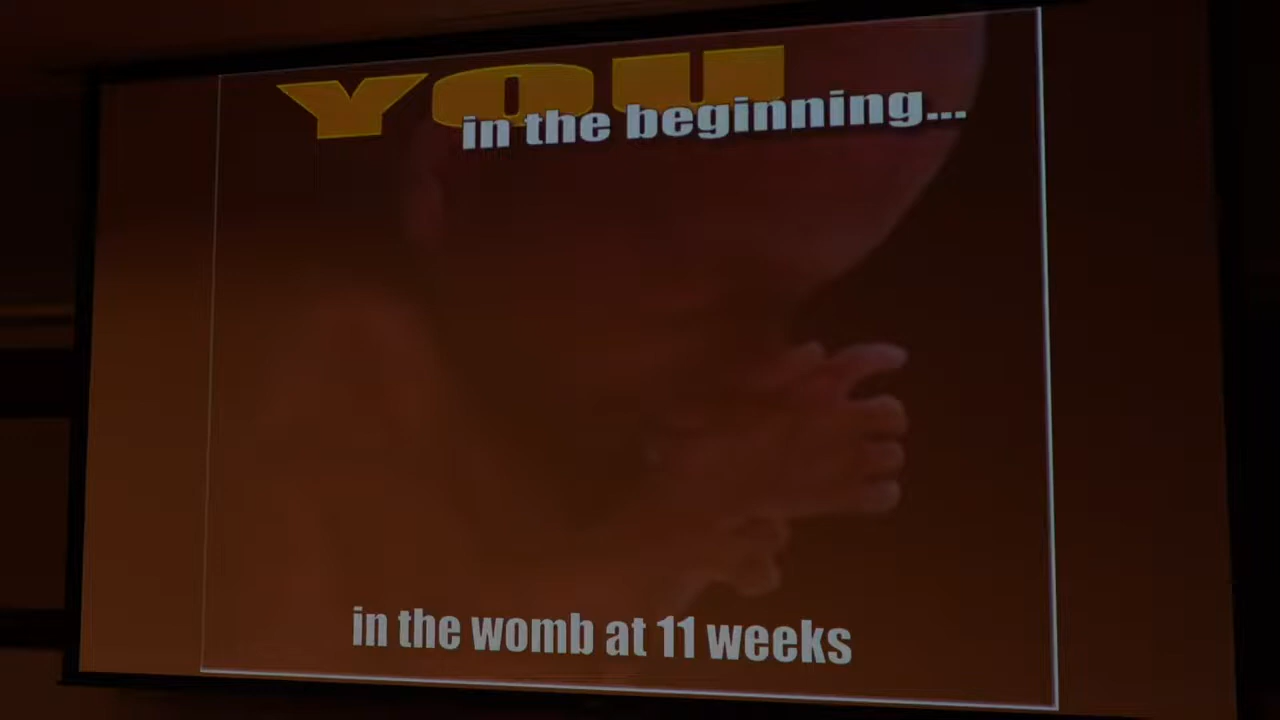 YOU
in the beginning...
in the womb at 11 weeks